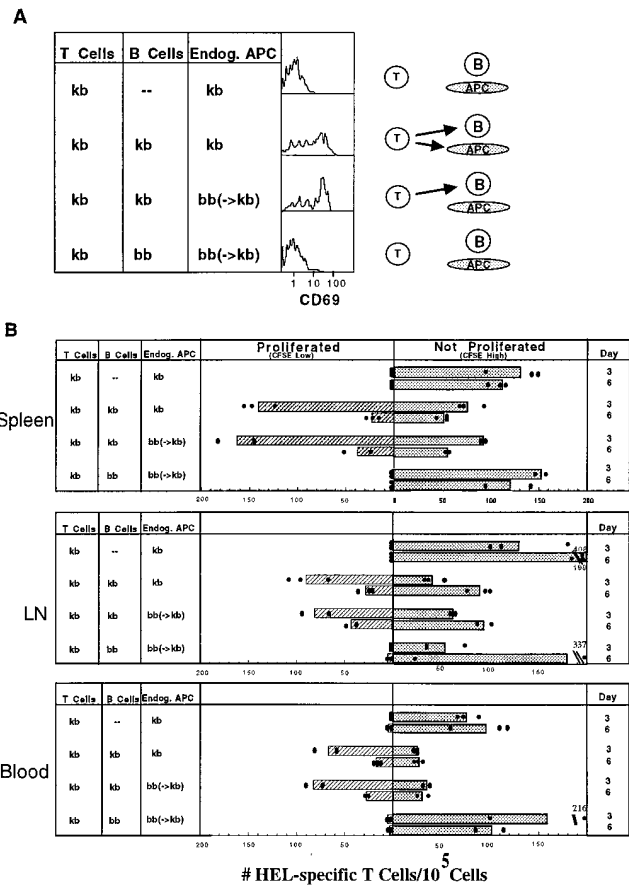 A
T Cells B Cells Endog. APC
kb -- kb
T B APC
kb kb kb
T B APC
kb kb bb(->kb)
T B APC
kb bb bb(->kb)
T B APC
1 10 100
CD69
B
Proliferated Not Proliferated
T Cells B Cells Endog. APC (CFSE Low) (CFSE High) Day
kb -- kb 3
6
Spleen
kb kb kb 3
6
kb kb bb(->kb) 3
6
kb bb bb(->kb) 3
6
200 150 100 50 0 50 100 150 200
T Cells B Cells Endog. APC Day
kb -- kb 408 3
198 6
LN
kb kb kb 3
6
kb kb bb(->kb) 3
6
kb bb bb(->kb) 337 3
6
200 150 100 50 0 50 100 150
T Cells B Cells Endog. APC Day
kb -- kb 3
6
Blood
kb kb kb 3
6
kb kb bb(->kb) 3
6
kb bb bb(->kb) 216 3
6
200 150 100 50 0 50 100 150
# HEL-specific T Cells/10⁵ Cells